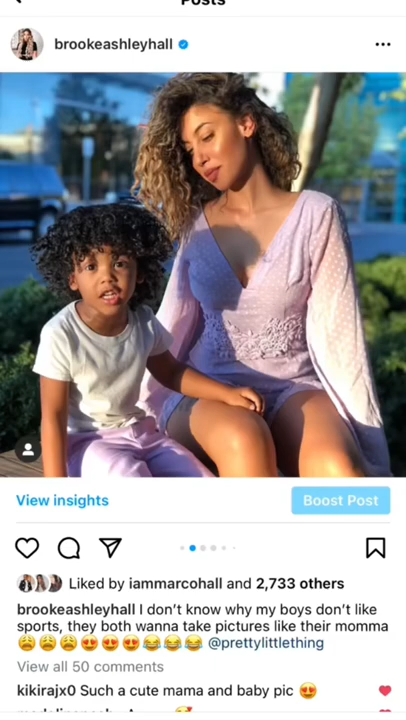 Posts
brookeashleyhall
View insights
Boost Post
Liked by iammarcohall and 2,733 others
brookeashleyhall I don't know why my boys don't like
sports, they both wanna take pictures like their momma
😩😩😩😍😍😍😂😂😂 @prettylittlething
View all 50 comments
kikirajx0 Such a cute mama and baby pic 😍